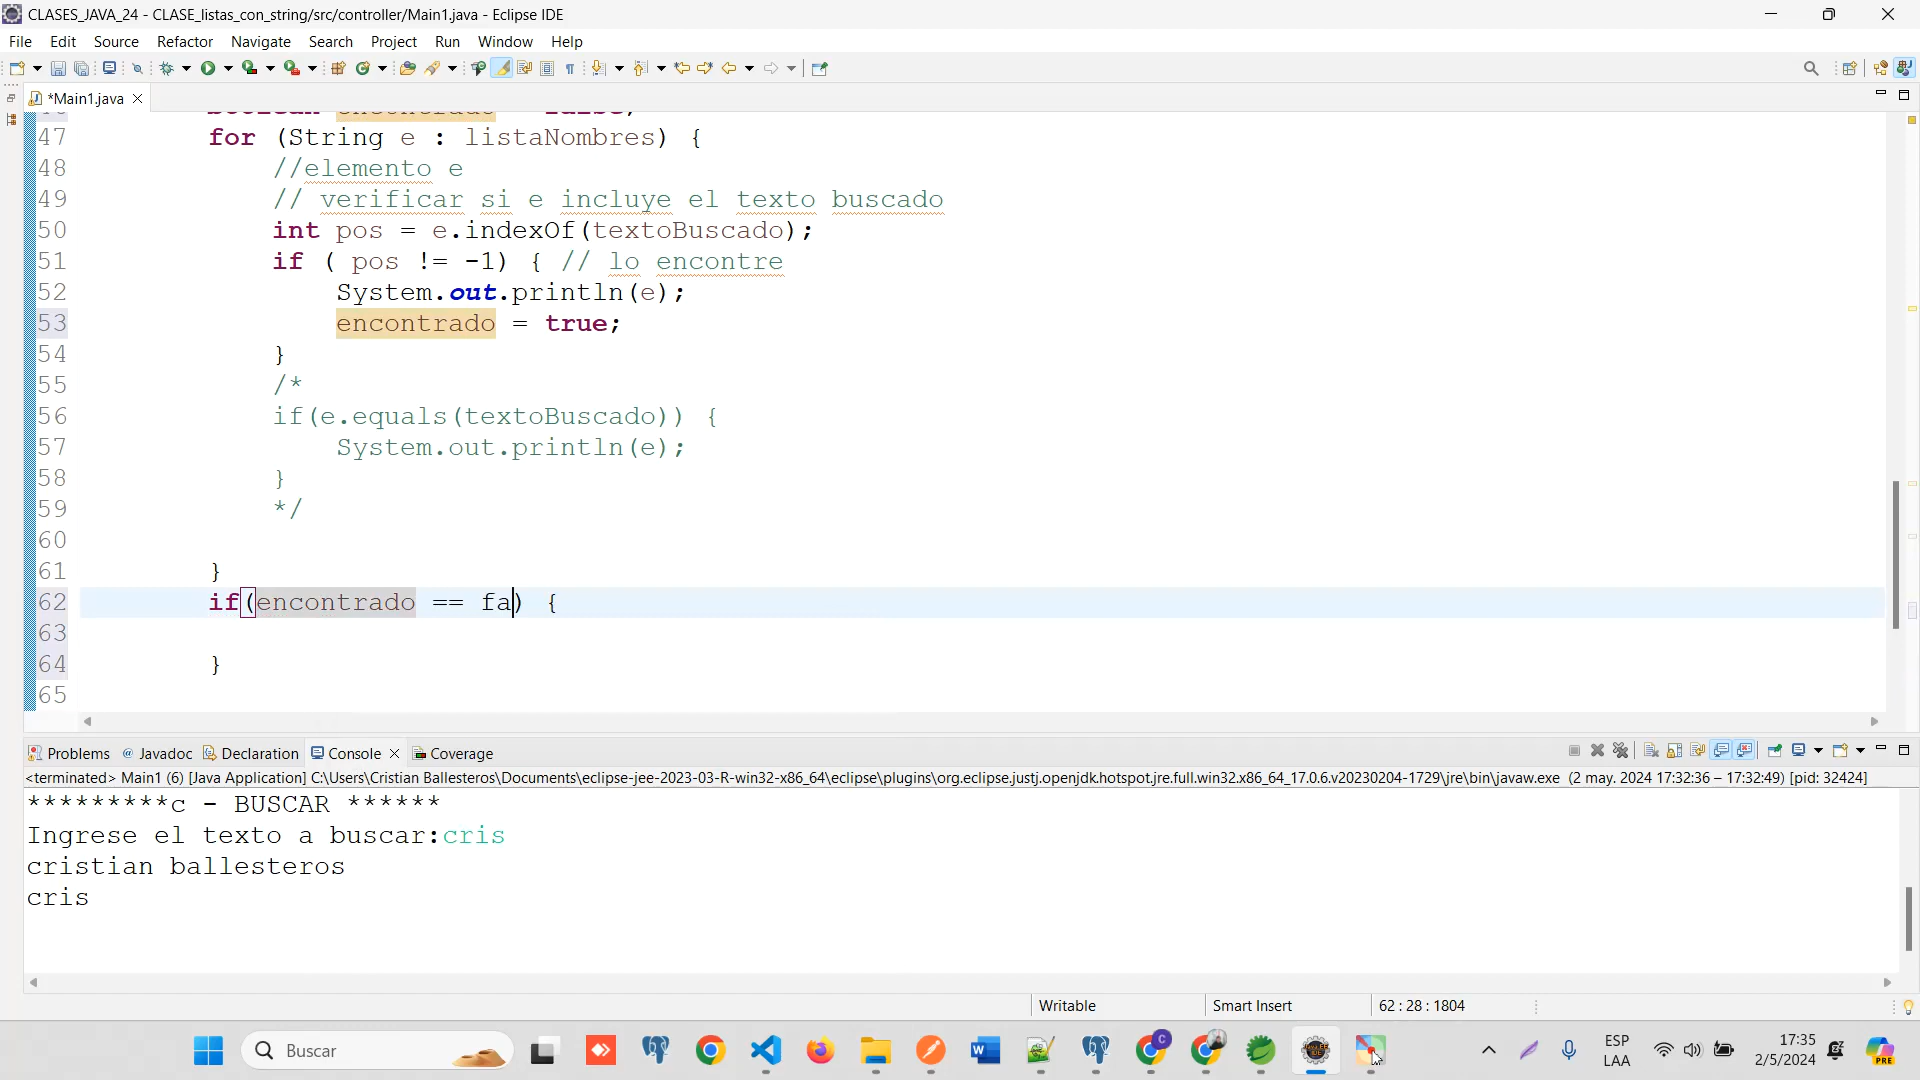 CLASES_JAVA_24 - CLASE_listas_con_string/src/controller/Main1.java - Eclipse IDE
File Edit Source Refactor Navigate Search Project Run Window Help
*Main1.java
47 for (String e : listaNombres) {
48 //elemento e
49 // verificar si e incluye el texto buscado
50 int pos = e.indexOf(textoBuscado);
51 if ( pos != -1) { // lo encontre
52 System.out.println(e);
53 encontrado = true;
54 }
55 /*
56 if(e.equals(textoBuscado)) {
57 System.out.println(e);
58 }
59 */
60
61 }
62 if(encontrado == fa) {
63
64 }
65
Problems Javadoc Declaration Console Coverage
<terminated> Main1 (6) [Java Application] C:\Users\Cristian Ballesteros\Documents\eclipse-jee-2023-03-R-win32-x86_64\eclipse\plugins\org.eclipse.justj.openjdk.hotspot.jre.full.win32.x86_64_17.0.6.v20230204-1729\jre\bin\javaw.exe (2 may. 2024 17:32:36 – 17:32:49) [pid: 32424]
*********c - BUSCAR ******
Ingrese el texto a buscar:cris
cristian ballesteros
cris
Writable Smart Insert 62 : 28 : 1804
Buscar
ESP
LAA
17:35
2/5/2024
PRE